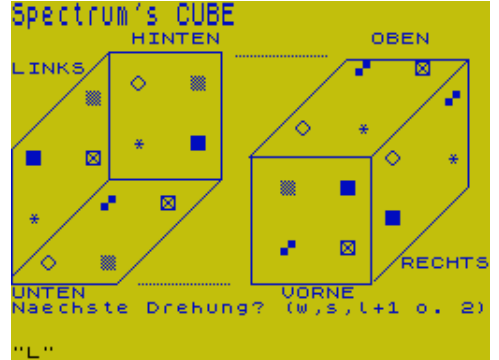 Spectrum's CUBE
HINTEN
OBEN
LINKS
RECHTS
UNTEN
VORNE
Naechste Drehung? (w,s,l+1 o. 2)
"L"